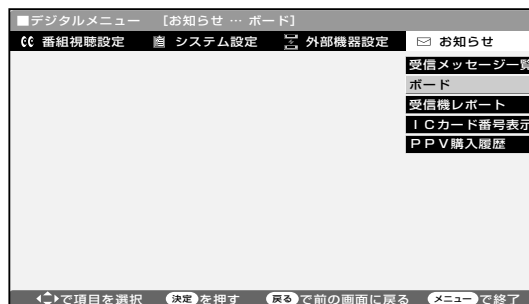 ■デジタルメニュー ［お知らせ … ボード］
番組視聴設定 システム設定 外部機器設定 お知らせ
受信メッセージ一覧
ボード
受信機レポート
ＩＣカード番号表示
ＰＰＶ購入履歴
で項目を選択 決定を押す 戻るで前の画面に戻る メニューで終了